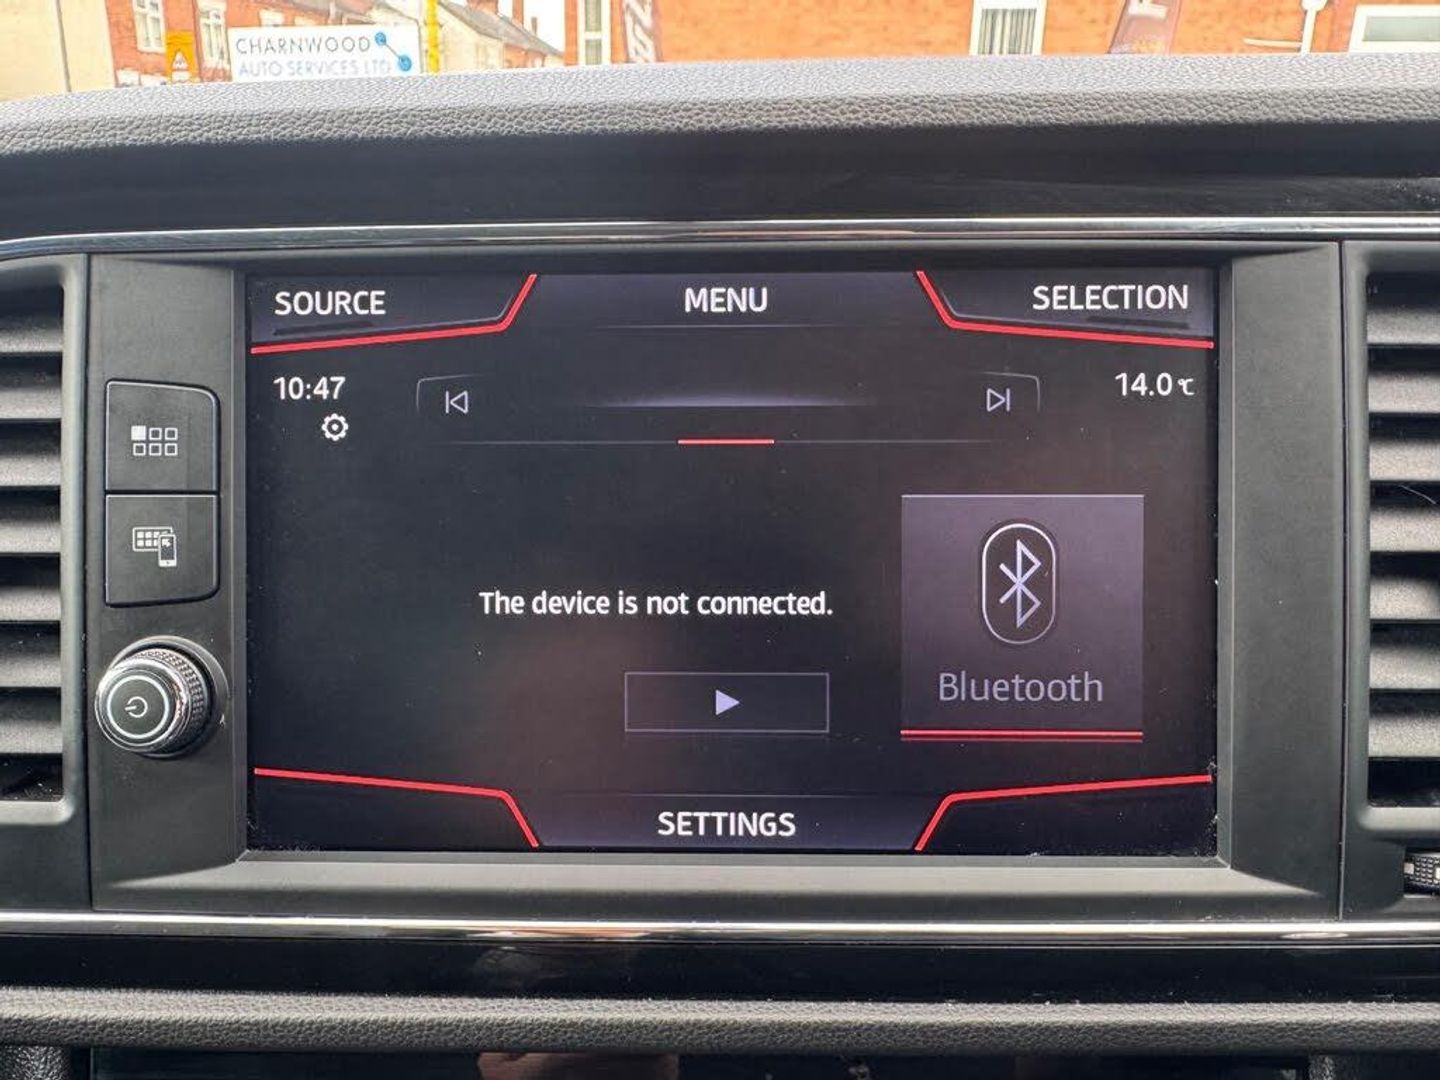 CHARNWOOD
AUTO SERVICES LTD
SOURCE
MENU
SELECTION
10:47
14.0 °C
The device is not connected.
Bluetooth
SETTINGS